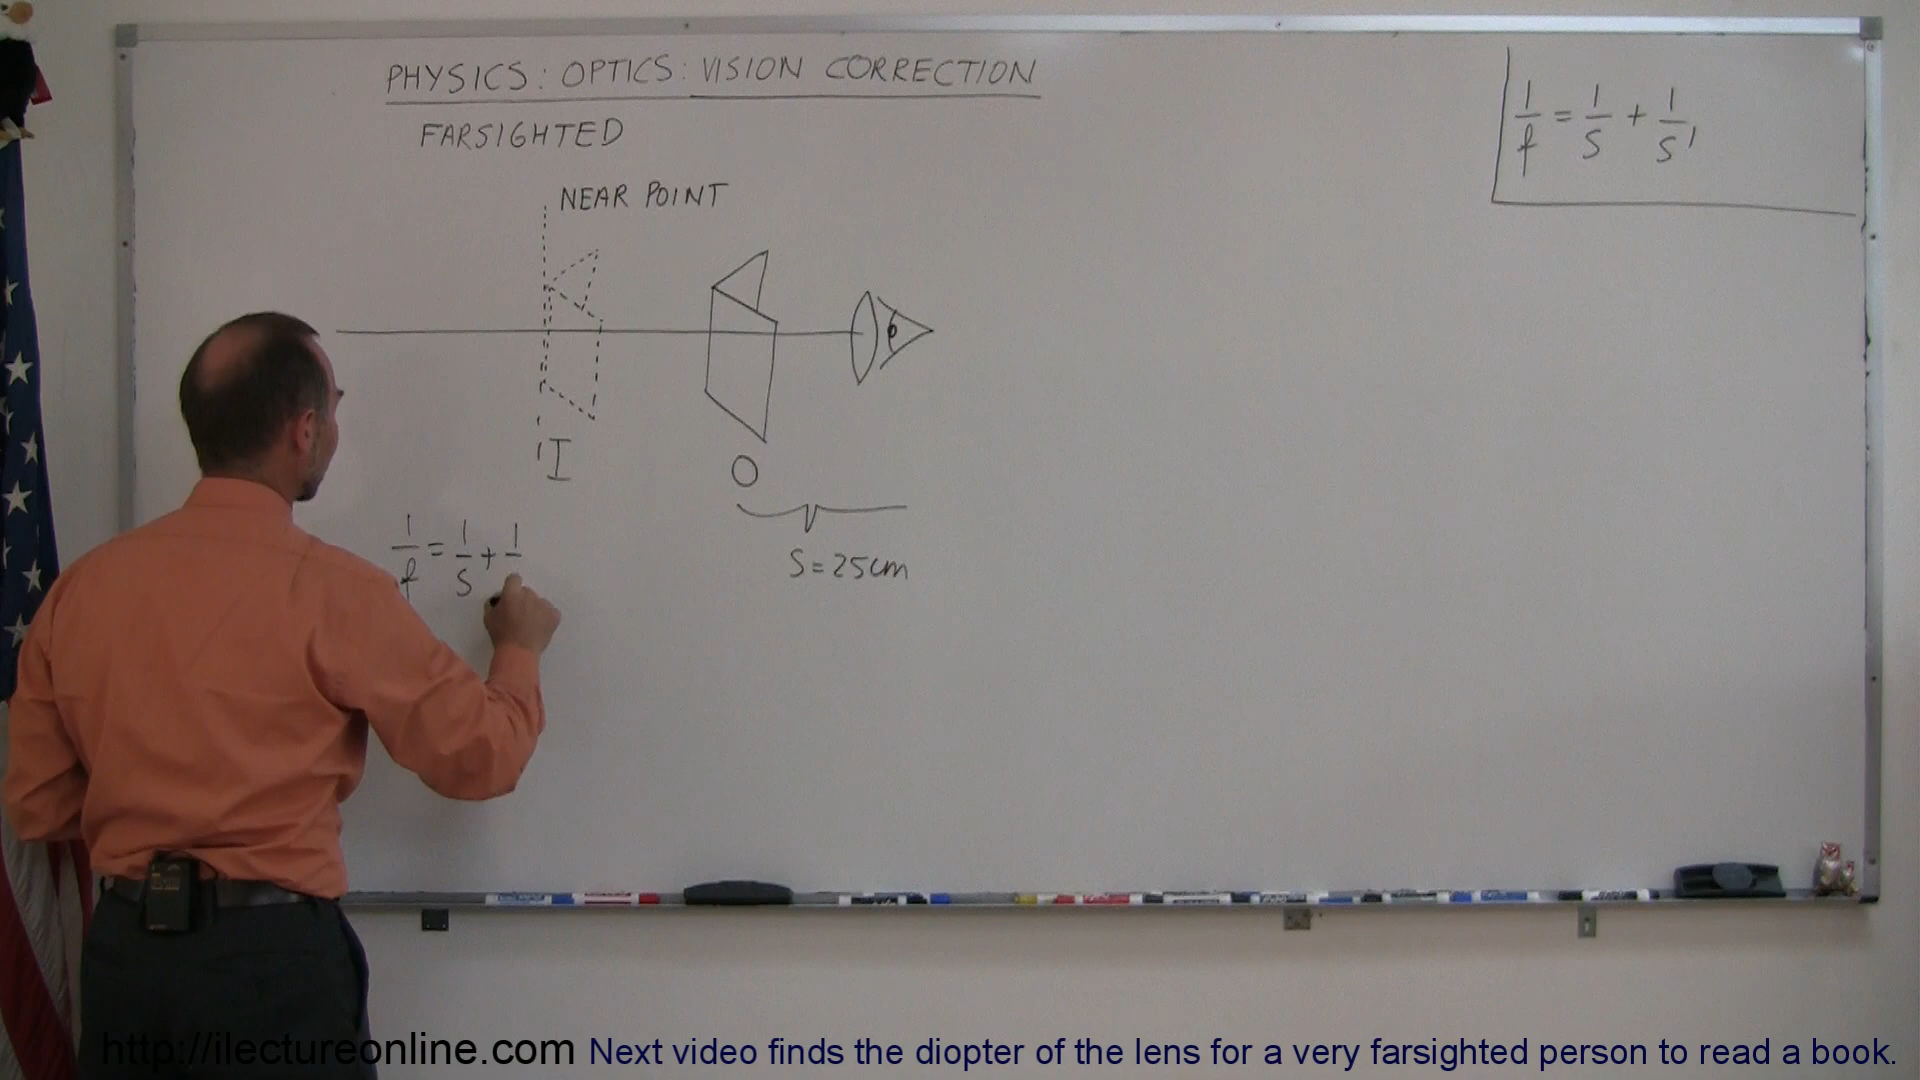 PHYSICS: OPTICS: VISION CORRECTION
1/f = 1/S + 1/S'
FARSIGHTED
NEAR POINT
I
O
1/f = 1/S + 1
S = 25cm
http://ilectureonline.com Next video finds the diopter of the lens for a very farsighted person to read a book.